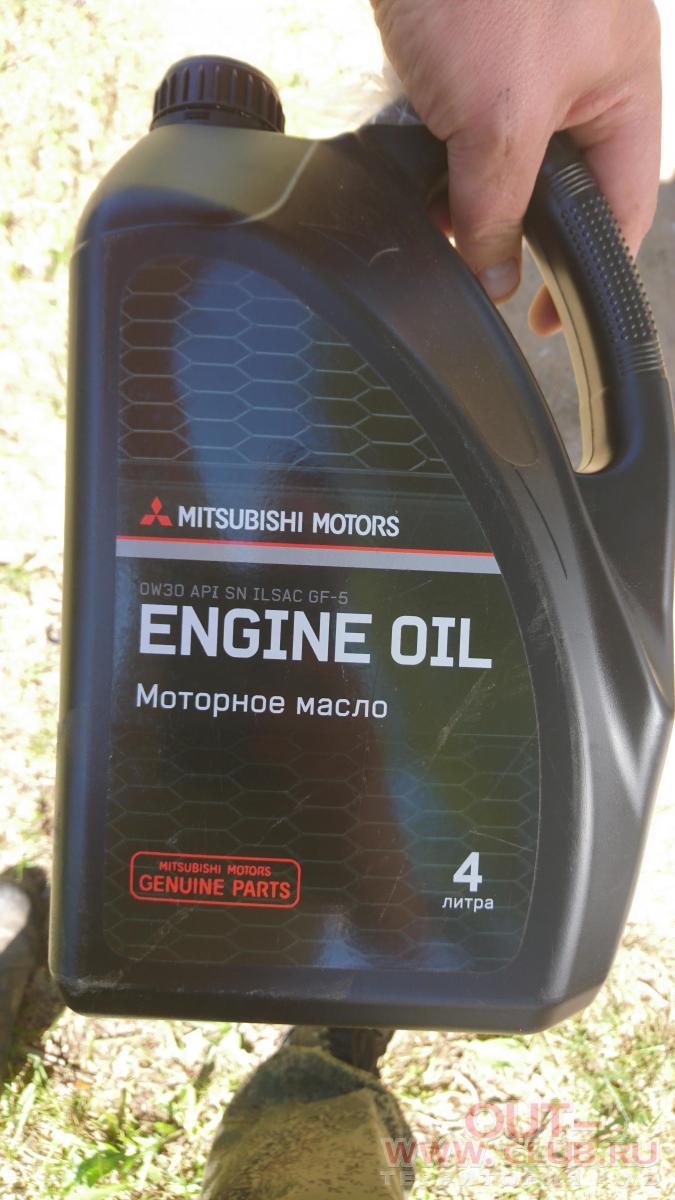 MITSUBISHI MOTORS
0W30 API SN ILSAC GF-5
ENGINE OIL
Моторное масло
MITSUBISHI MOTORS
GENUINE PARTS
4
литра
OUT-
WWW.CLUB.RU